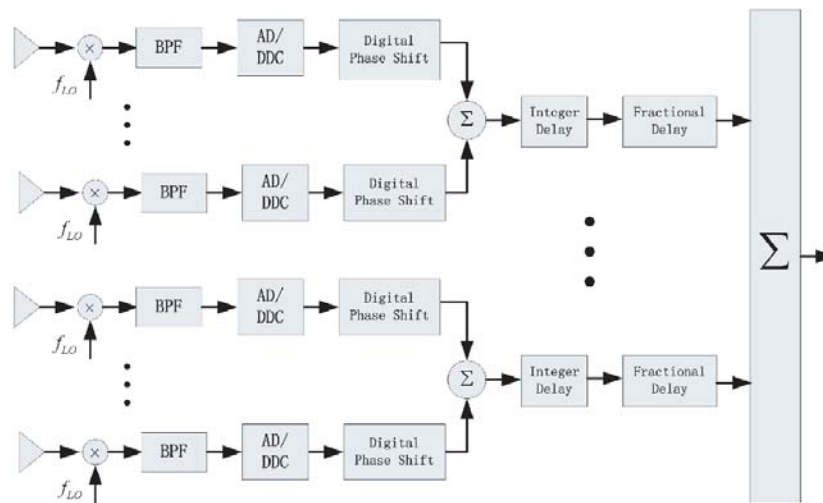 × BPF AD/ DDC Digital Phase Shift
f_LO
Σ Integer Delay Fractional Delay
× BPF AD/ DDC Digital Phase Shift
f_LO
Σ
× BPF AD/ DDC Digital Phase Shift
f_LO
Σ Integer Delay Fractional Delay
× BPF AD/ DDC Digital Phase Shift
f_LO